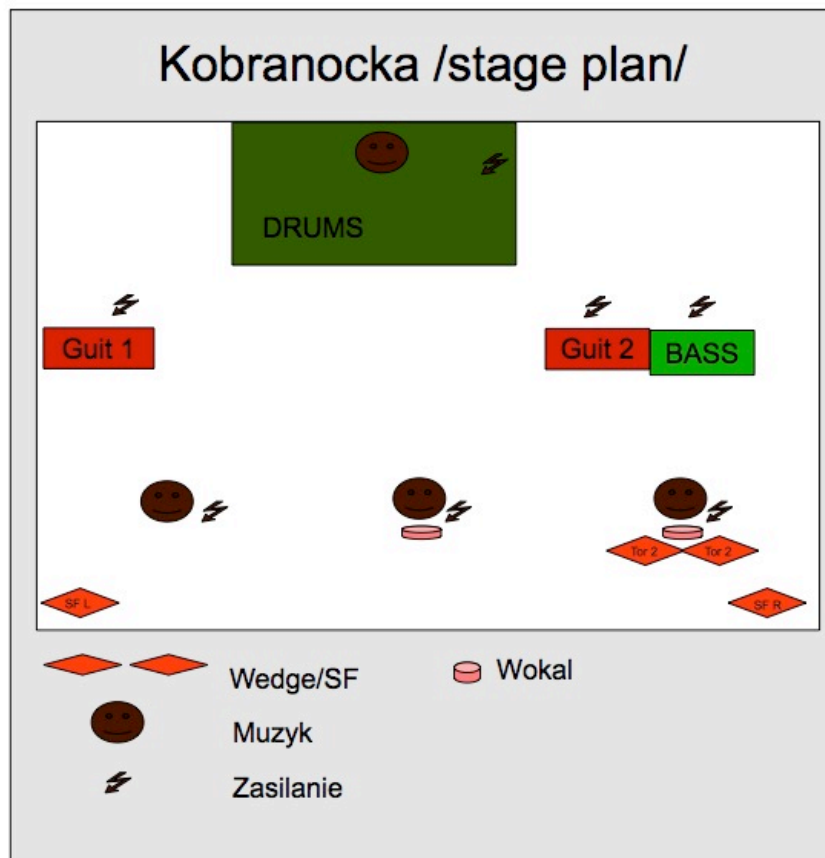 Kobranocka /stage plan/
DRUMS
Guit 1
Guit 2
BASS
Tor 2
Tor 2
SF L
SF R
Wedge/SF
Wokal
Muzyk
Zasilanie